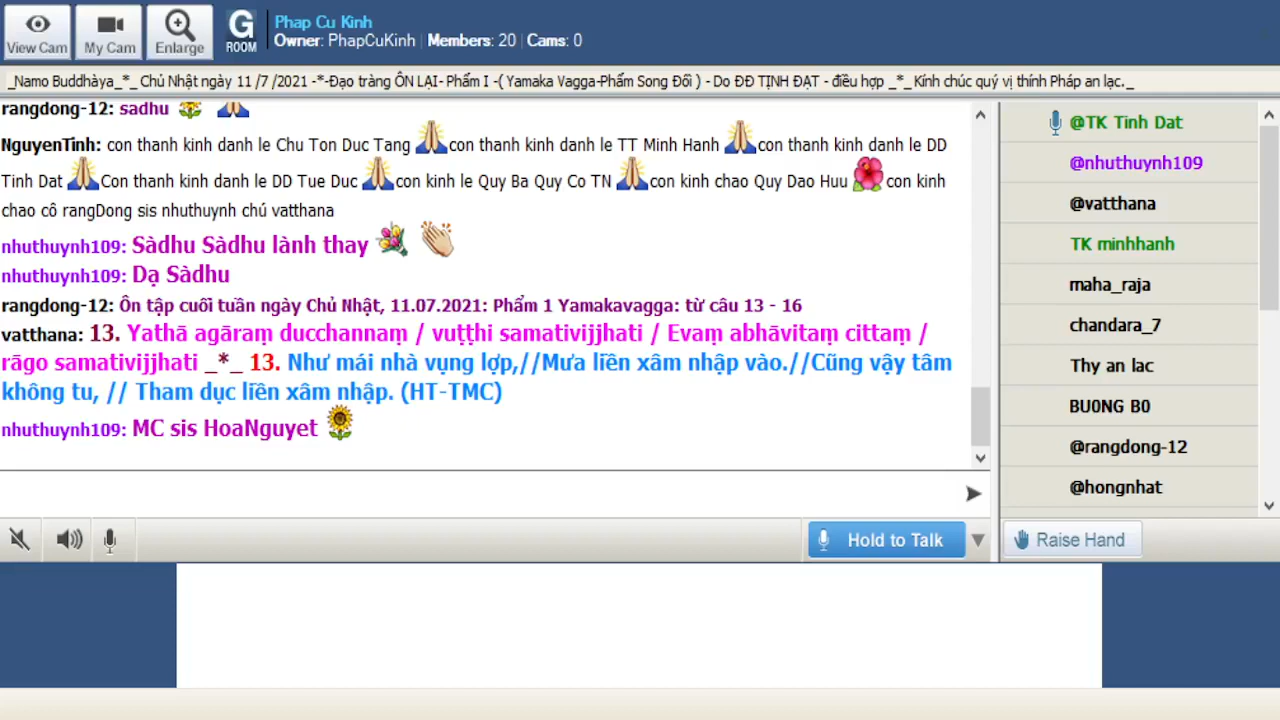 View Cam
My Cam
Enlarge
G
ROOM
Phap Cu Kinh
Owner: PhapCuKinh | Members: 20 | Cams: 0
_Namo Buddhàya_*_ Chủ Nhật ngày 11 /7 /2021 -*-Đạo tràng ÔN LẠI- Phẩm I -( Yamaka Vagga-Phẩm Song Đối ) - Do ĐĐ TỊNH ĐẠT - điều hợp _*_ Kính chúc quý vị thính Pháp an lạc._
rangdong-12: sadhu
NguyenTinh: con thanh kinh danh le Chu Ton Duc Tang con thanh kinh danh le TT Minh Hanh con thanh kinh danh le DD
Tinh Dat Con thanh kinh danh le DD Tue Duc con kinh le Quy Ba Quy Co TN con kinh chao Quy Dao Huu con kinh
chao cô rangDong sis nhuthuynh chú vatthana
nhuthuynh109: Sàdhu Sàdhu lành thay
nhuthuynh109: Dạ Sàdhu
rangdong-12: Ôn tập cuối tuần ngày Chủ Nhật, 11.07.2021: Phẩm 1 Yamakavagga: từ câu 13 - 16
vatthana: 13. Yathā agāraṃ ducchannaṃ / vuṭṭhi samativijjhati / Evaṃ abhāvitaṃ cittaṃ /
rāgo samativijjhati _*_ 13. Như mái nhà vụng lợp,//Mưa liền xâm nhập vào.//Cũng vậy tâm
không tu, // Tham dục liền xâm nhập. (HT-TMC)
nhuthuynh109: MC sis HoaNguyet
@TK Tinh Dat
@nhuthuynh109
@vatthana
TK minhhanh
maha_raja
chandara_7
Thy an lac
BU0NG B0
@rangdong-12
@hongnhat
Hold to Talk
Raise Hand